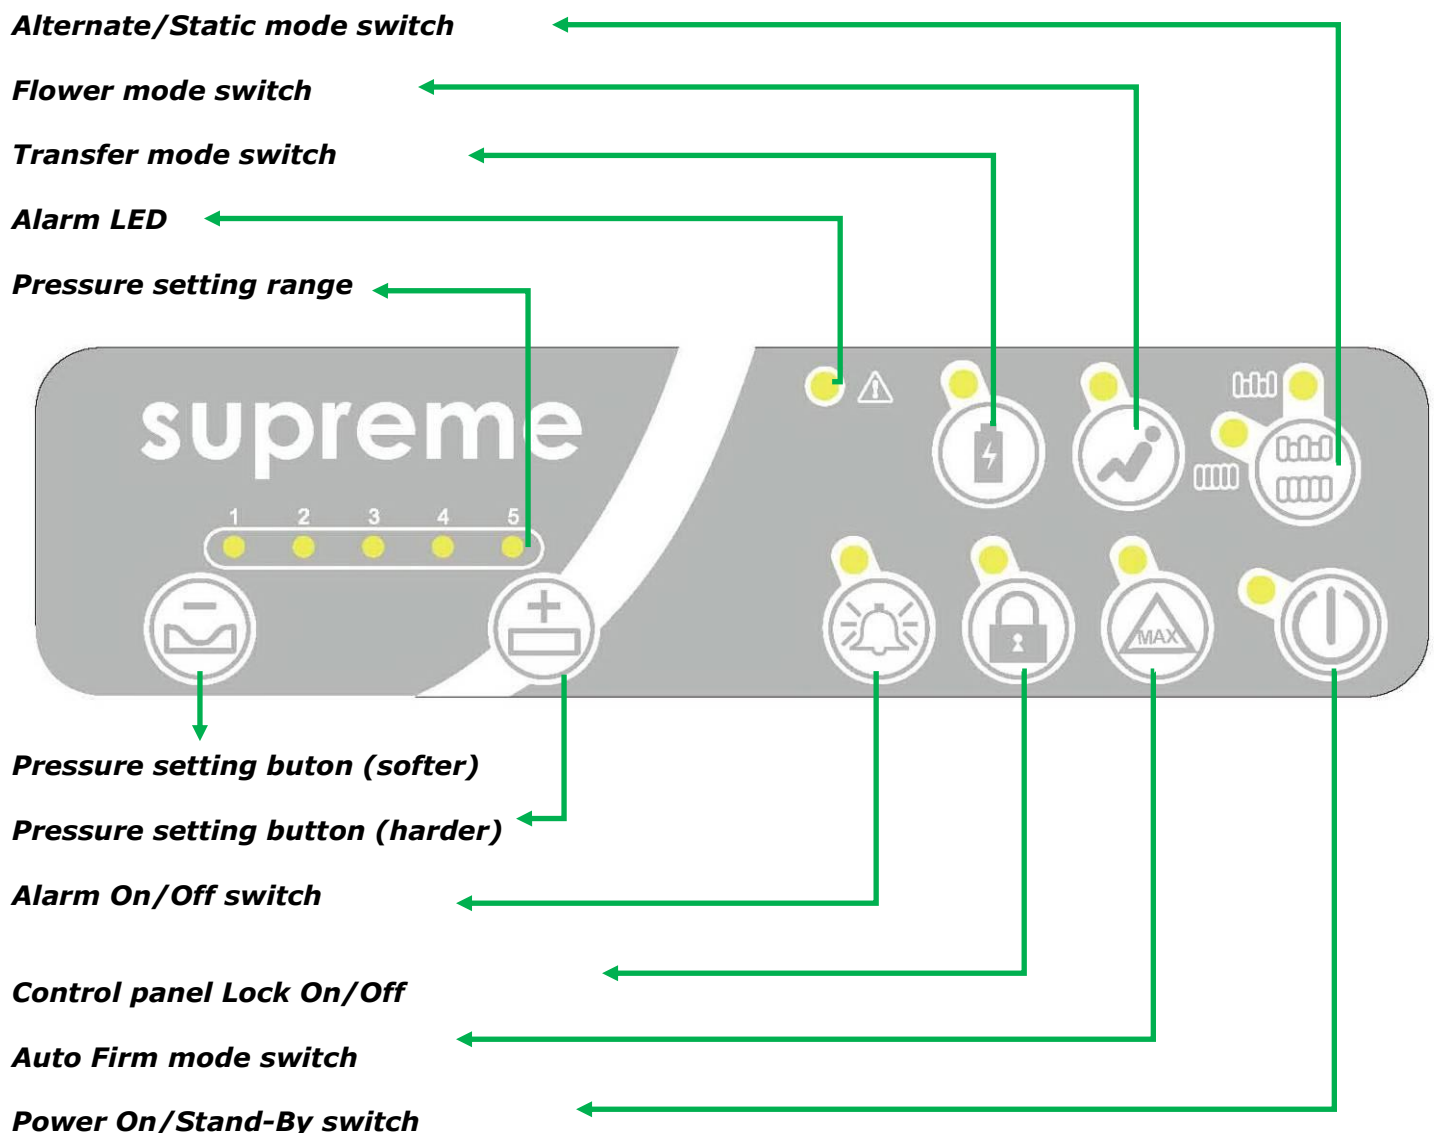 Alternate/Static mode switch
Flower mode switch
Transfer mode switch
Alarm LED
Pressure setting range
supreme
1 2 3 4 5
MAX
Pressure setting buton (softer)
Pressure setting button (harder)
Alarm On/Off switch
Control panel Lock On/Off
Auto Firm mode switch
Power On/Stand-By switch